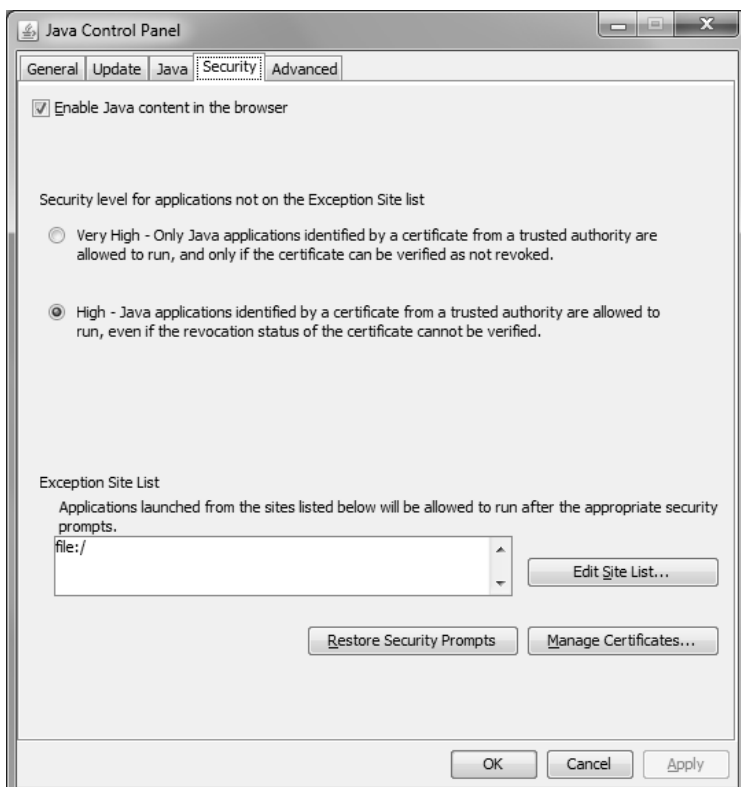 Java Control Panel
General Update Java Security Advanced
Enable Java content in the browser
Security level for applications not on the Exception Site list
Very High - Only Java applications identified by a certificate from a trusted authority are
allowed to run, and only if the certificate can be verified as not revoked.
High - Java applications identified by a certificate from a trusted authority are allowed to
run, even if the revocation status of the certificate cannot be verified.
Exception Site List
Applications launched from the sites listed below will be allowed to run after the appropriate security
prompts.
file:/
Edit Site List...
Restore Security Prompts Manage Certificates...
OK Cancel Apply